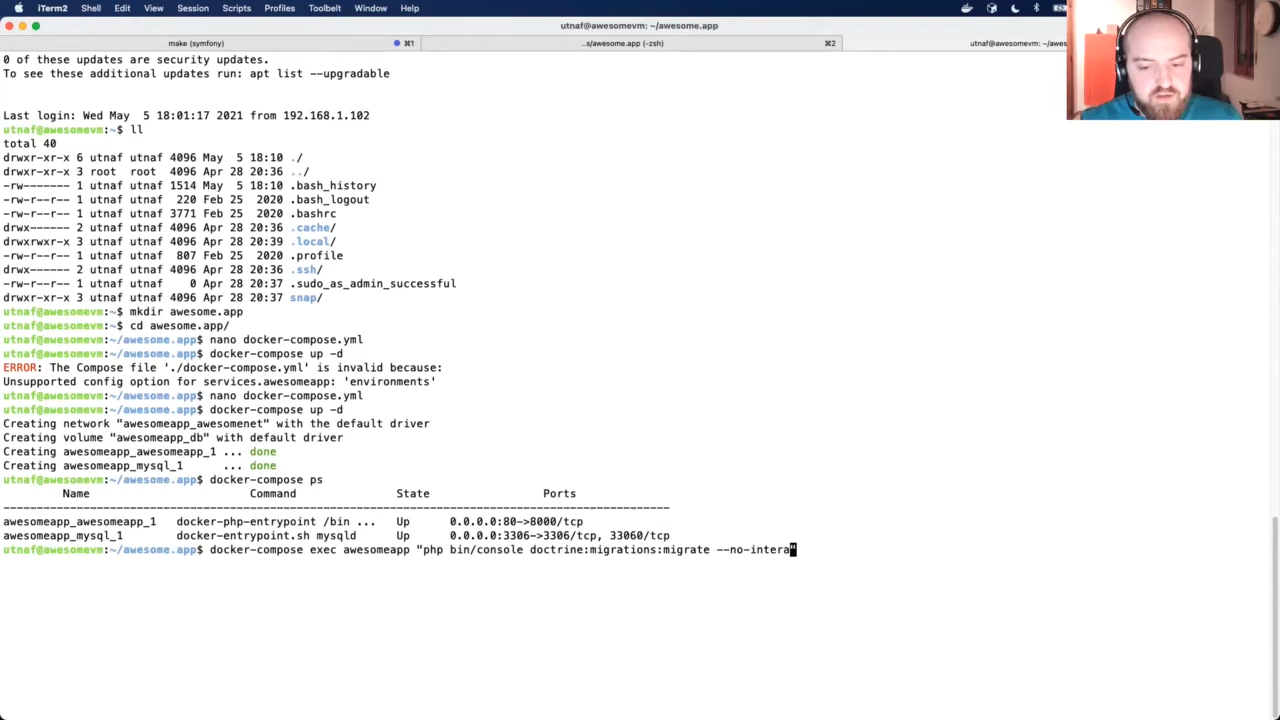 iTerm2 Shell Edit View Session Scripts Profiles Toolbelt Window Help
utnaf@awesomevm: ~/awesome.app
make (symfony) ⌘1 ...s/awesome.app (-zsh) ⌘2 utnaf@awesomevm: ~/awes
0 of these updates are security updates.
To see these additional updates run: apt list --upgradable
Last login: Wed May  5 18:01:17 2021 from 192.168.1.102
utnaf@awesomevm:~$ ll
total 40
drwxr-xr-x 6 utnaf utnaf 4096 May  5 18:10 ./
drwxr-xr-x 3 root  root  4096 Apr 28 20:36 ../
-rw------- 1 utnaf utnaf 1514 May  5 18:10 .bash_history
-rw-r--r-- 1 utnaf utnaf  220 Feb 25  2020 .bash_logout
-rw-r--r-- 1 utnaf utnaf 3771 Feb 25  2020 .bashrc
drwx------ 2 utnaf utnaf 4096 Apr 28 20:36 .cache/
drwxrwxr-x 3 utnaf utnaf 4096 Apr 28 20:39 .local/
-rw-r--r-- 1 utnaf utnaf  807 Feb 25  2020 .profile
drwx------ 2 utnaf utnaf 4096 Apr 28 20:36 .ssh/
-rw-r--r-- 1 utnaf utnaf    0 Apr 28 20:37 .sudo_as_admin_successful
drwxr-xr-x 3 utnaf utnaf 4096 Apr 28 20:37 snap/
utnaf@awesomevm:~$ mkdir awesome.app
utnaf@awesomevm:~$ cd awesome.app/
utnaf@awesomevm:~/awesome.app$ nano docker-compose.yml
utnaf@awesomevm:~/awesome.app$ docker-compose up -d
ERROR: The Compose file './docker-compose.yml' is invalid because:
Unsupported config option for services.awesomeapp: 'environments'
utnaf@awesomevm:~/awesome.app$ nano docker-compose.yml
utnaf@awesomevm:~/awesome.app$ docker-compose up -d
Creating network "awesomeapp_awesomenet" with the default driver
Creating volume "awesomeapp_db" with default driver
Creating awesomeapp_awesomeapp_1 ... done
Creating awesomeapp_mysql_1      ... done
utnaf@awesomevm:~/awesome.app$ docker-compose ps
Name Command State Ports
----------------------------------------------------------------------------------------------------
awesomeapp_awesomeapp_1   docker-php-entrypoint /bin ...   Up      0.0.0.0:80->8000/tcp
awesomeapp_mysql_1        docker-entrypoint.sh mysqld      Up      0.0.0.0:3306->3306/tcp, 33060/tcp
utnaf@awesomevm:~/awesome.app$ docker-compose exec awesomeapp "php bin/console doctrine:migrations:migrate --no-intera"